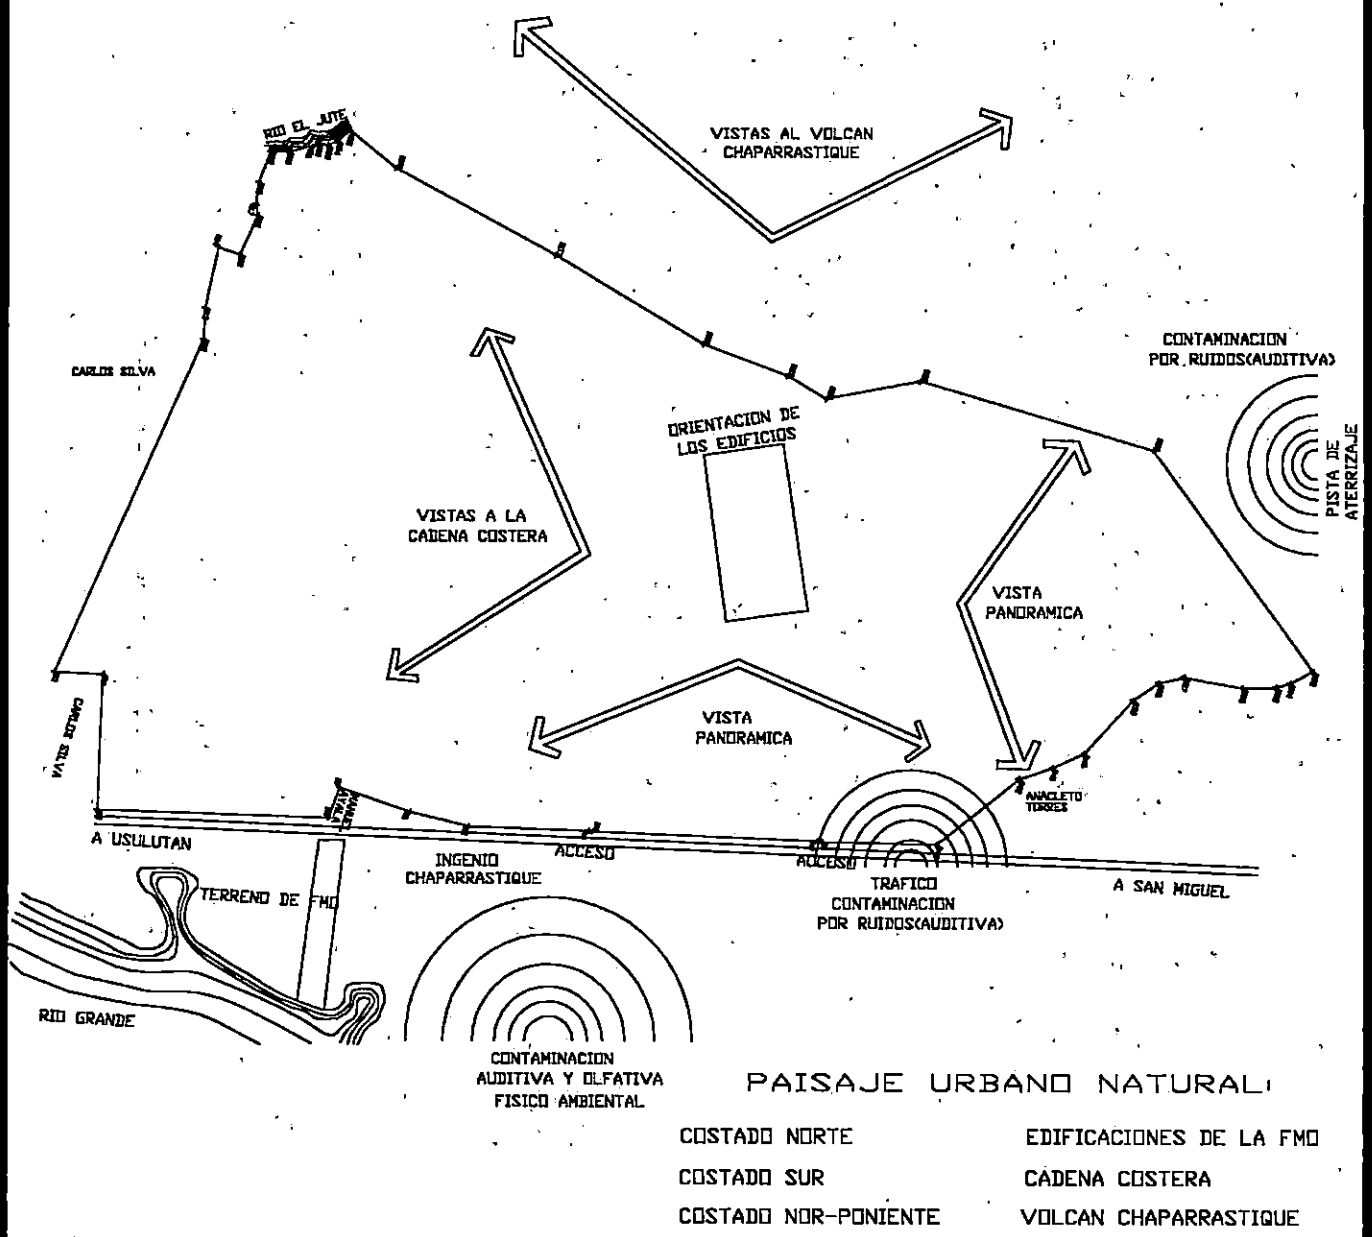 RIO EL JUTE
VISTAS AL VOLCAN
CHAPARRASTIQUE
CARLOS SILVA
CONTAMINACION
POR RUIDOS(AUDITIVA)
PISTA DE
ATERRIZAJE
ORIENTACION DE
LOS EDIFICIOS
VISTAS A LA
CADENA COSTERA
VISTA
PANORAMICA
VISTA
PANORAMICA
CARLOS SILVA
ANACLETO
TORRES
AYALA
A USULUTAN
INGENIO
CHAPARRASTIQUE
ACCESO
ACCESO
TRAFICO
CONTAMINACION
POR RUIDOS(AUDITIVA)
A SAN MIGUEL
TERRENO DE FMO
RIO GRANDE
CONTAMINACION
AUDITIVA Y OLFATIVA
FISICO AMBIENTAL
PAISAJE URBANO NATURAL
COSTADO NORTE EDIFICACIONES DE LA FMO
COSTADO SUR CADENA COSTERA
COSTADO NOR-PONIENTE VOLCAN CHAPARRASTIQUE